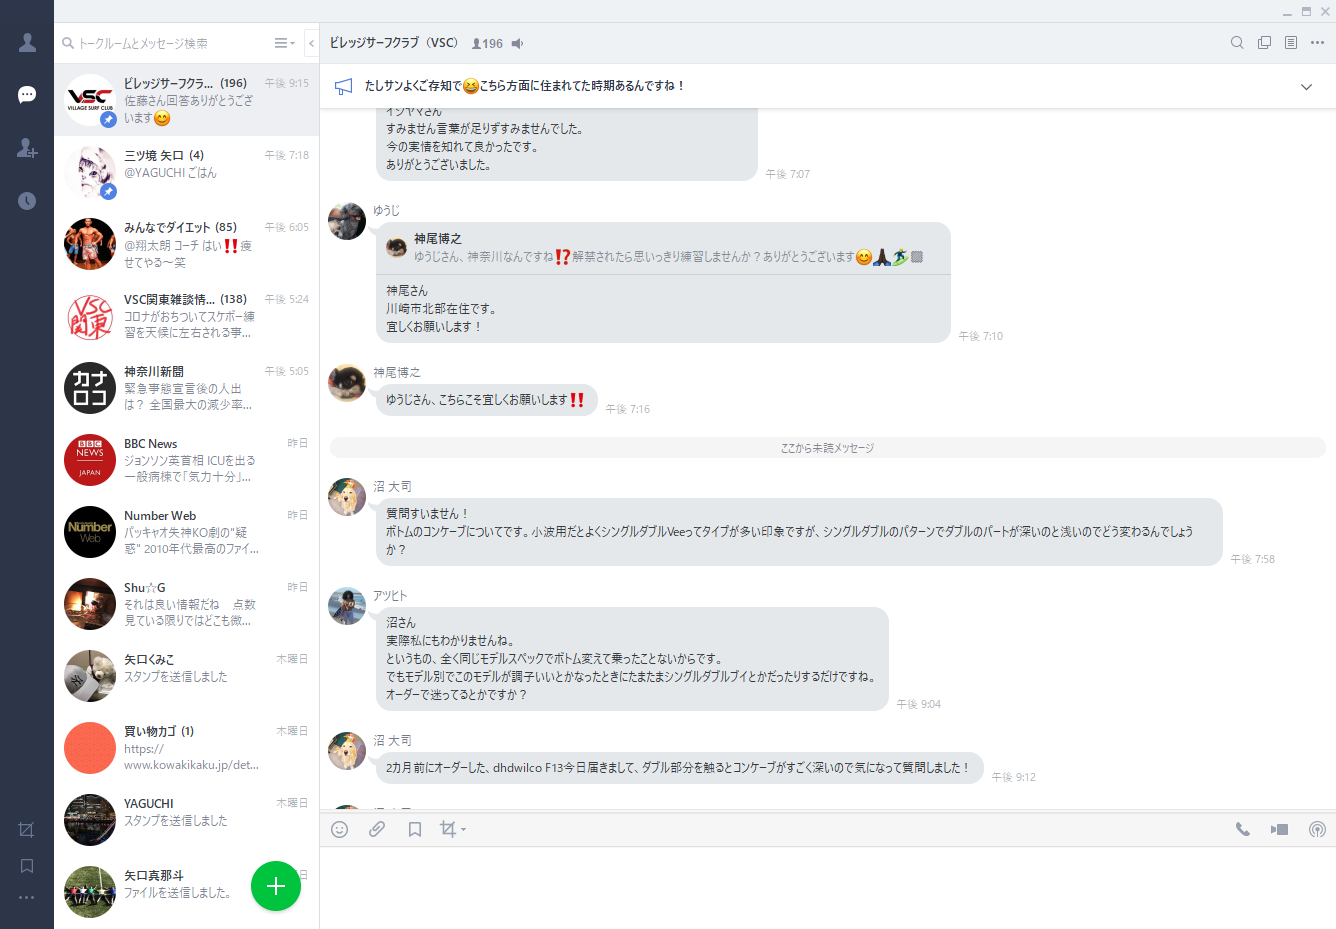 トークルームとメッセージ検索
ビレッジサーフクラ... (196)
午後 9:15
佐藤さん回答ありがとうござ
います😊
VSC
VILLAGE SURF CLUB
三ツ境 矢口 (4)
午後 7:18
@YAGUCHI ごはん
みんなでダイエット (85)
午後 6:05
@翔太朗 コーチ はい‼️痩
せてやる〜笑
VSC関東雑談情... (138)
午後 5:24
コロナがおちついてスケボー練
習を天候に左右される事...
VSC
関東
神奈川新聞
午後 5:05
緊急事態宣言後の人出
は？ 全国最大の減少率...
カナ
ロコ
BBC News
昨日
ジョンソン英首相 ICUを出る
一般病棟で「気力十分」...
BBC
NEWS
JAPAN
Number Web
昨日
パッキャオ失神KO劇の"疑
惑" 2010年代最高のファイ...
Number
Web
Shu☆G
昨日
それは良い情報だね　点数
見ている限りではどこも微...
矢口くみこ
木曜日
スタンプを送信しました
買い物カゴ (1)
木曜日
https://
www.kowakikaku.jp/det...
YAGUCHI
木曜日
スタンプを送信しました
矢口真那斗
日
ファイルを送信しました。
ビレッジサーフクラブ（VSC） 196
たしサンよくご存知で😆こちら方面に住まれてた時期あるんですね！
イシヤマさん
すみません言葉が足りずすみませんでした。
今の実情を知れて良かったです。
ありがとうございました。
午後 7:07
ゆうじ
神尾博之
ゆうじさん、神奈川なんですね⁉️解禁されたら思いっきり練習しませんか？ありがとうございます😊
神尾さん
川崎市北部在住です。
宜しくお願いします！
午後 7:10
神尾博之
ゆうじさん、こちらこそ宜しくお願いします‼️
午後 7:16
ここから未読メッセージ
沼 大司
質問すいません！
ボトムのコンケーブについてです。小波用だとよくシングルダブルVeeってタイプが多い印象ですが、シングルダブルのパターンでダブルのパートが深いのと浅いのでどう変わるんでしょう
か？
午後 7:58
アツヒト
沼さん
実際私にもわかりませんね。
というもの、全く同じモデルスペックでボトム変えて乗ったことないからです。
でもモデル別でこのモデルが調子いいとかなったときにたまたまシングルダブルブイとかだったりするだけですね。
オーダーで迷ってるとかですか？
午後 9:04
沼 大司
2カ月前にオーダーした、dhdwilco F13今日届きまして、ダブル部分を触るとコンケーブがすごく深いので気になって質問しました！
午後 9:12